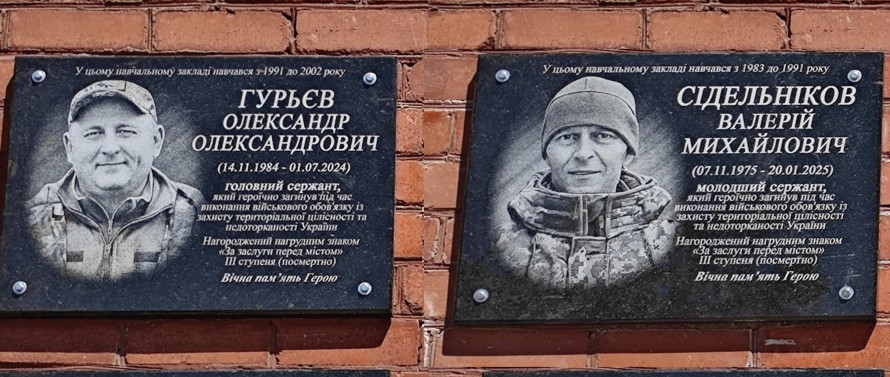 У цьому навчальному закладі навчався з 1991 до 2002 року
ГУРЬЄВ
ОЛЕКСАНДР
ОЛЕКСАНДРОВИЧ
(14.11.1984 - 01.07.2024)
головний сержант,
який героїчно загинув під час
виконання військового обов'язку із
захисту територіальної цілісності та
недоторканості України
Нагороджений нагрудним знаком
«За заслуги перед містом»
III ступеня (посмертно)
Вічна пам'ять Герою
У цьому навчальному закладі навчався з 1983 до 1991 року
СІДЕЛЬНІКОВ
ВАЛЕРІЙ
МИХАЙЛОВИЧ
(07.11.1975 - 20.01.2025)
молодший сержант,
який героїчно загинув під час
виконання військового обов'язку із
захисту територіальної цілісності
та недоторканості України
Нагороджений нагрудним знаком
«За заслуги перед містом»
III ступеня (посмертно)
Вічна пам'ять Герою